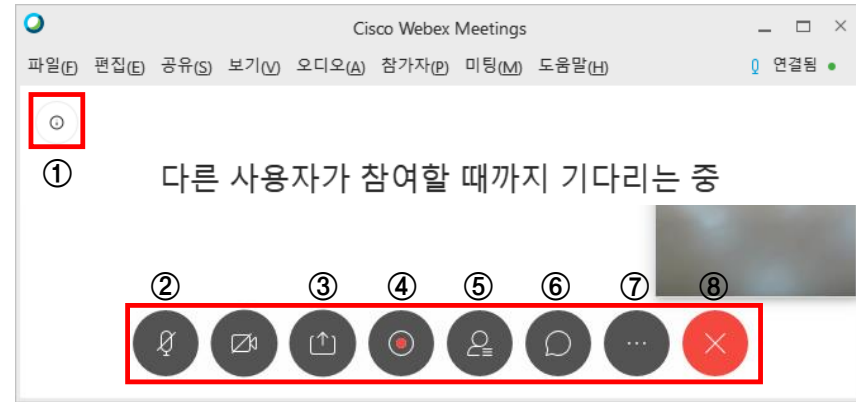 Cisco Webex Meetings
파일(F) 편집(E) 공유(S) 보기(V) 오디오(A) 참가자(P) 미팅(M) 도움말(H) 연결됨
①
다른 사용자가 참여할 때까지 기다리는 중
② ③ ④ ⑤ ⑥ ⑦ ⑧